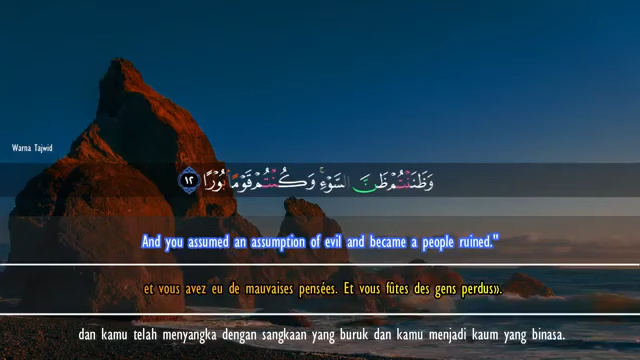 Warna Tajwid
وَظَنَنتُمْ ظَنَّ السَّوْءِ وَكُنتُمْ قَوْمًا بُورًا ١٢
And you assumed an assumption of evil and became a people ruined."
et vous avez eu de mauvaises pensées. Et vous fûtes des gens perdus».
dan kamu telah menyangka dengan sangkaan yang buruk dan kamu menjadi kaum yang binasa.